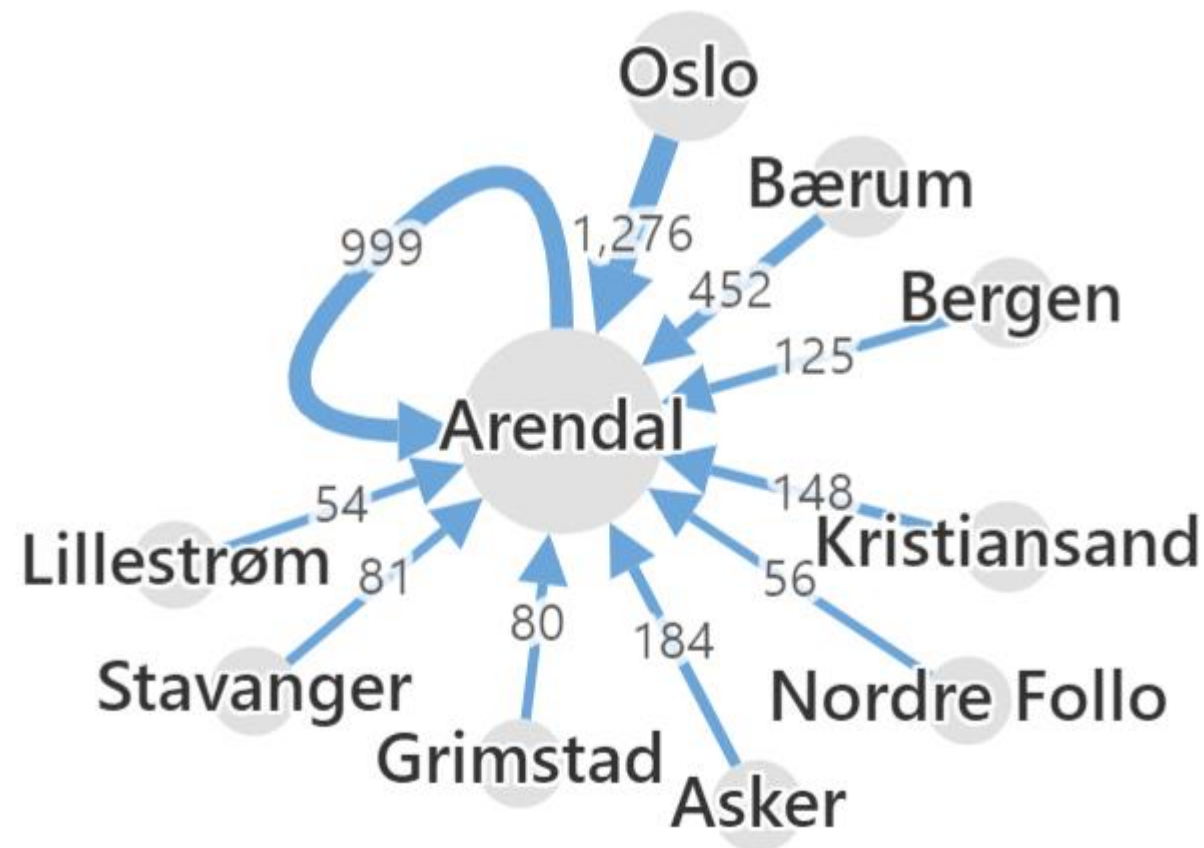 Oslo
Bærum
999
1,276
452
Bergen
125
Arendal
54
148
Lillestrøm
81
Kristiansand
56
80
184
Stavanger
Nordre Follo
Grimstad
Asker